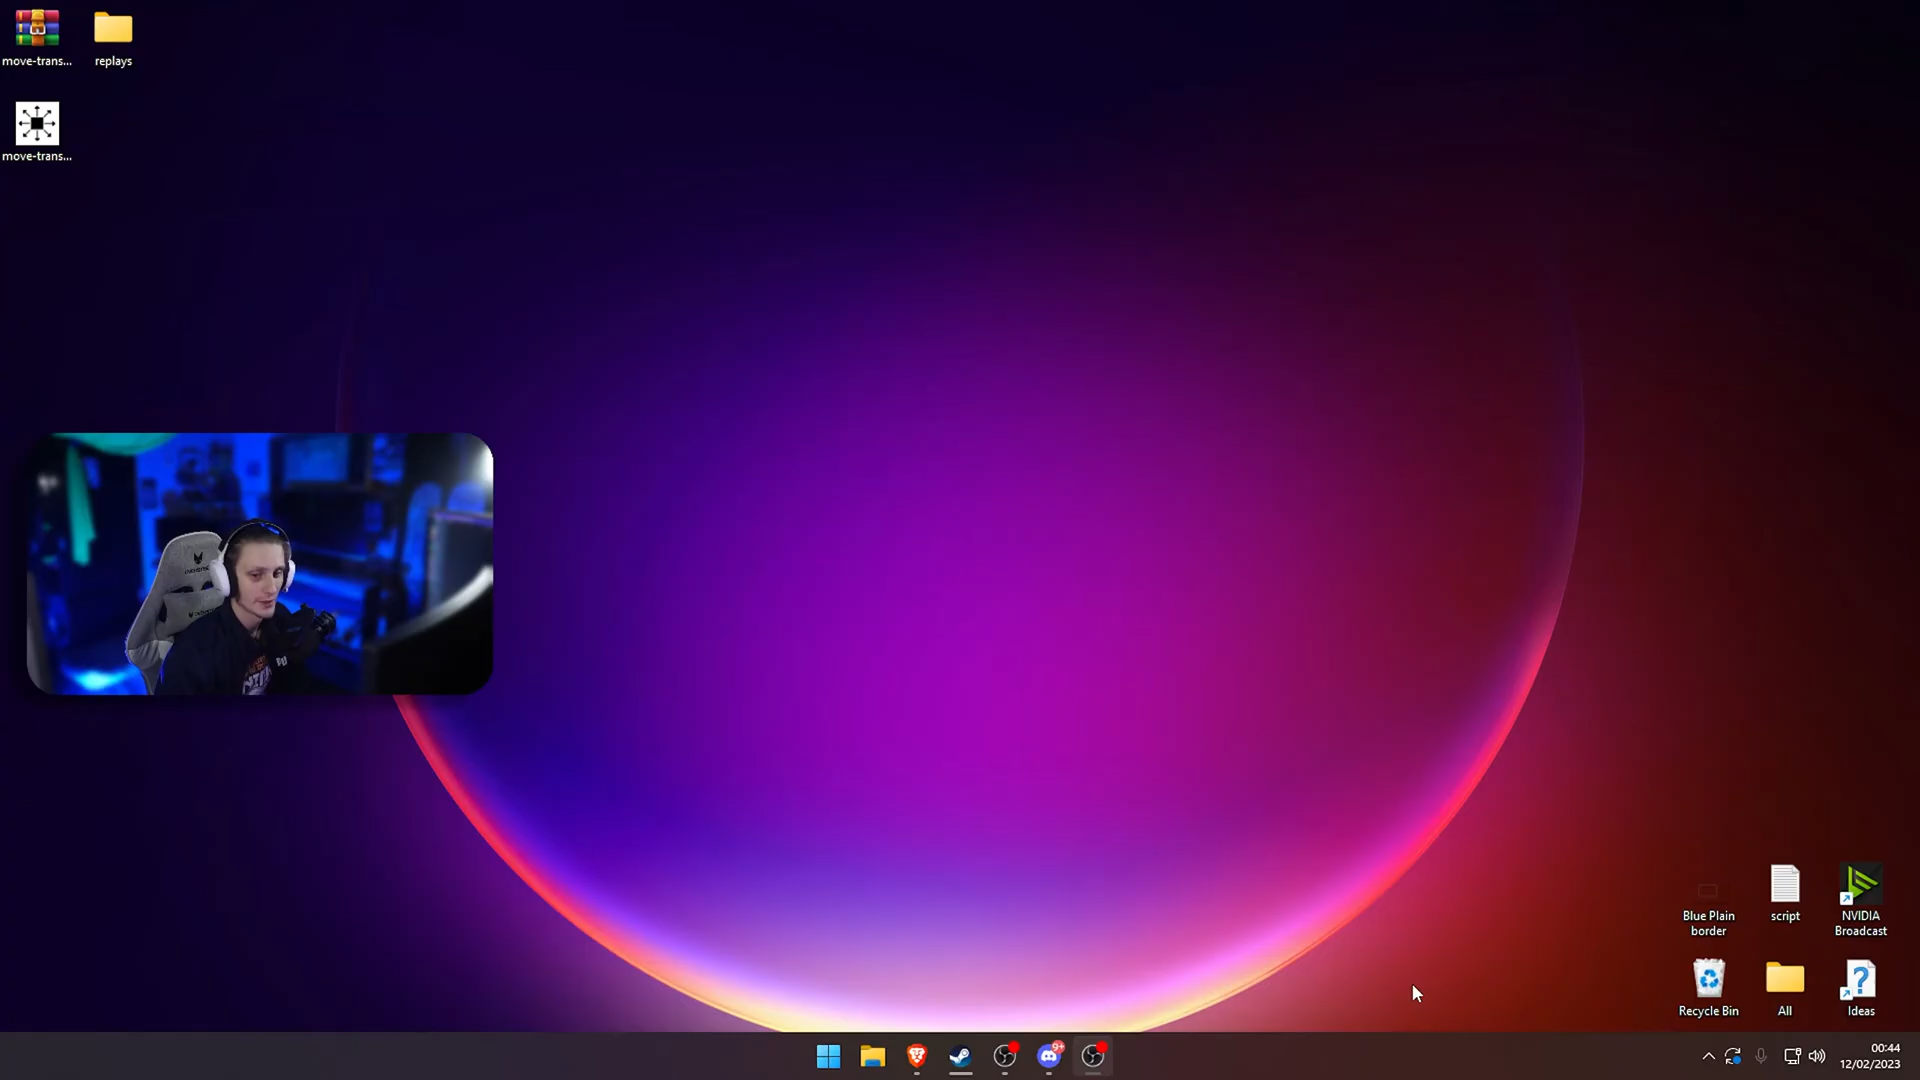 move-trans...
replays
move-trans...
Blue Plain
border
script
NVIDIA
Broadcast
Recycle Bin
All
Ideas
9+
00:44
12/02/2023